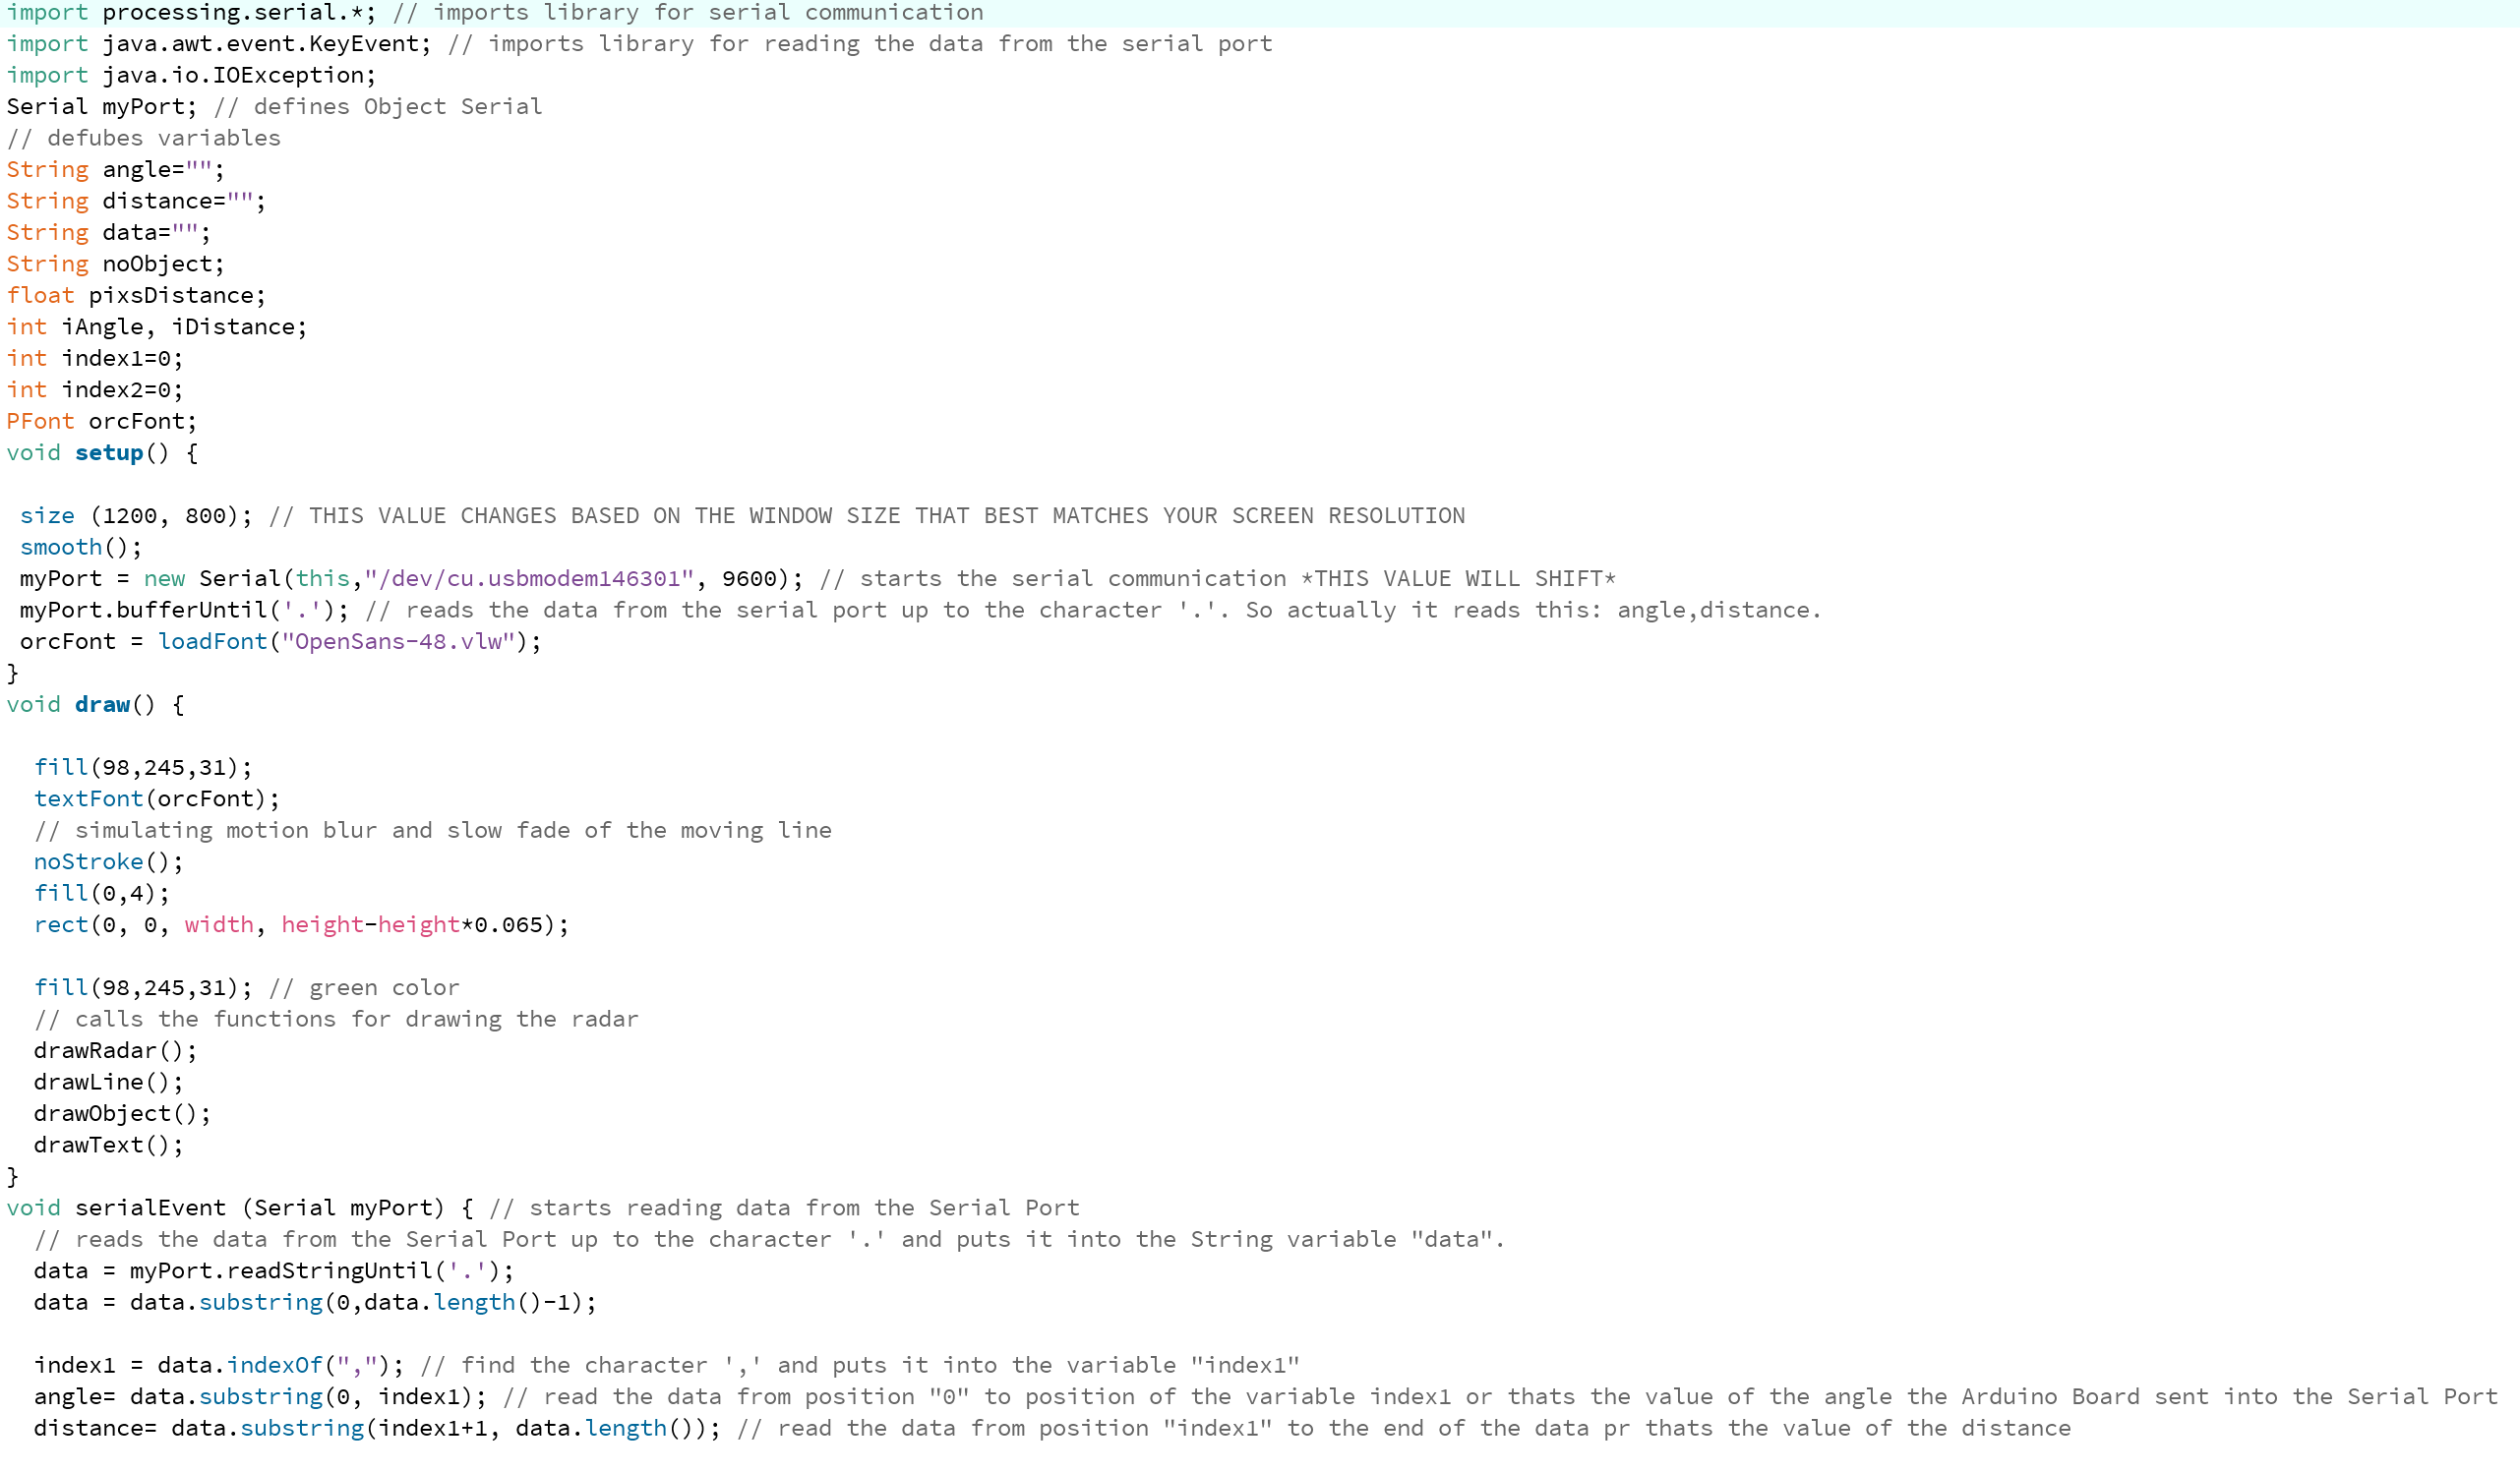 import processing.serial.*; // imports library for serial communication
import java.awt.event.KeyEvent; // imports library for reading the data from the serial port
import java.io.IOException;
Serial myPort; // defines Object Serial
// defubes variables
String angle="";
String distance="";
String data="";
String noObject;
float pixsDistance;
int iAngle, iDistance;
int index1=0;
int index2=0;
PFont orcFont;
void setup() {

 size (1200, 800); // THIS VALUE CHANGES BASED ON THE WINDOW SIZE THAT BEST MATCHES YOUR SCREEN RESOLUTION
 smooth();
 myPort = new Serial(this,"/dev/cu.usbmodem146301", 9600); // starts the serial communication *THIS VALUE WILL SHIFT*
 myPort.bufferUntil('.'); // reads the data from the serial port up to the character '.'. So actually it reads this: angle,distance.
 orcFont = loadFont("OpenSans-48.vlw");
}
void draw() {

  fill(98,245,31);
  textFont(orcFont);
  // simulating motion blur and slow fade of the moving line
  noStroke();
  fill(0,4);
  rect(0, 0, width, height-height*0.065);

  fill(98,245,31); // green color
  // calls the functions for drawing the radar
  drawRadar();
  drawLine();
  drawObject();
  drawText();
}
void serialEvent (Serial myPort) { // starts reading data from the Serial Port
  // reads the data from the Serial Port up to the character '.' and puts it into the String variable "data".
  data = myPort.readStringUntil('.');
  data = data.substring(0,data.length()-1);

  index1 = data.indexOf(","); // find the character ',' and puts it into the variable "index1"
  angle= data.substring(0, index1); // read the data from position "0" to position of the variable index1 or thats the value of the angle the Arduino Board sent into the Serial Port
  distance= data.substring(index1+1, data.length()); // read the data from position "index1" to the end of the data pr thats the value of the distance